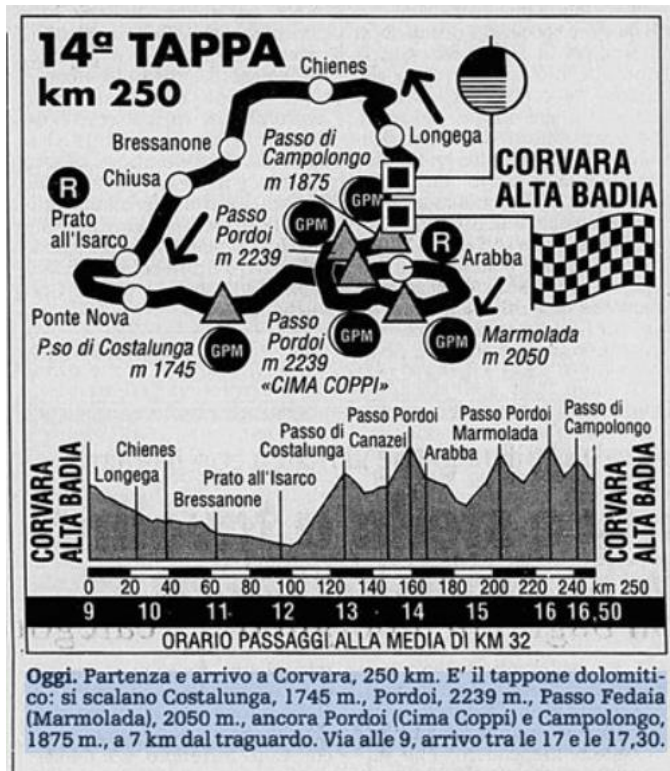 14ª TAPPA
km 250
Chienes
Bressanone
Longega
Passo di
Campolongo
m 1875
CORVARA
ALTA BADIA
Chiusa
R
Prato
all'Isarco
Passo
Pordoi
m 2239
GPM
GPM
R
Arabba
Ponte Nova
P.so di Costalunga
m 1745
GPM
Passo
Pordoi
m 2239
«CIMA COPPI»
GPM
GPM
Marmolada
m 2050
CORVARA
ALTA BADIA
Longega
Chienes
Bressanone
Prato all'Isarco
Passo di
Costalunga
Passo Pordoi
Canazei
Arabba
Passo Pordoi
Marmolada
Passo di
Campolongo
CORVARA
ALTA BADIA
0 20 40 60 80 100 120 140 160 180 200 220 240 km 250
9 10 11 12 13 14 15 16 16,50
ORARIO PASSAGGI ALLA MEDIA DI KM 32
Oggi. Partenza e arrivo a Corvara, 250 km. E' il tappone dolomiti-
co: si scalano Costalunga, 1745 m., Pordoi, 2239 m., Passo Fedaia
(Marmolada), 2050 m., ancora Pordoi (Cima Coppi) e Campolongo,
1875 m., a 7 km dal traguardo. Via alle 9, arrivo tra le 17 e le 17,30.